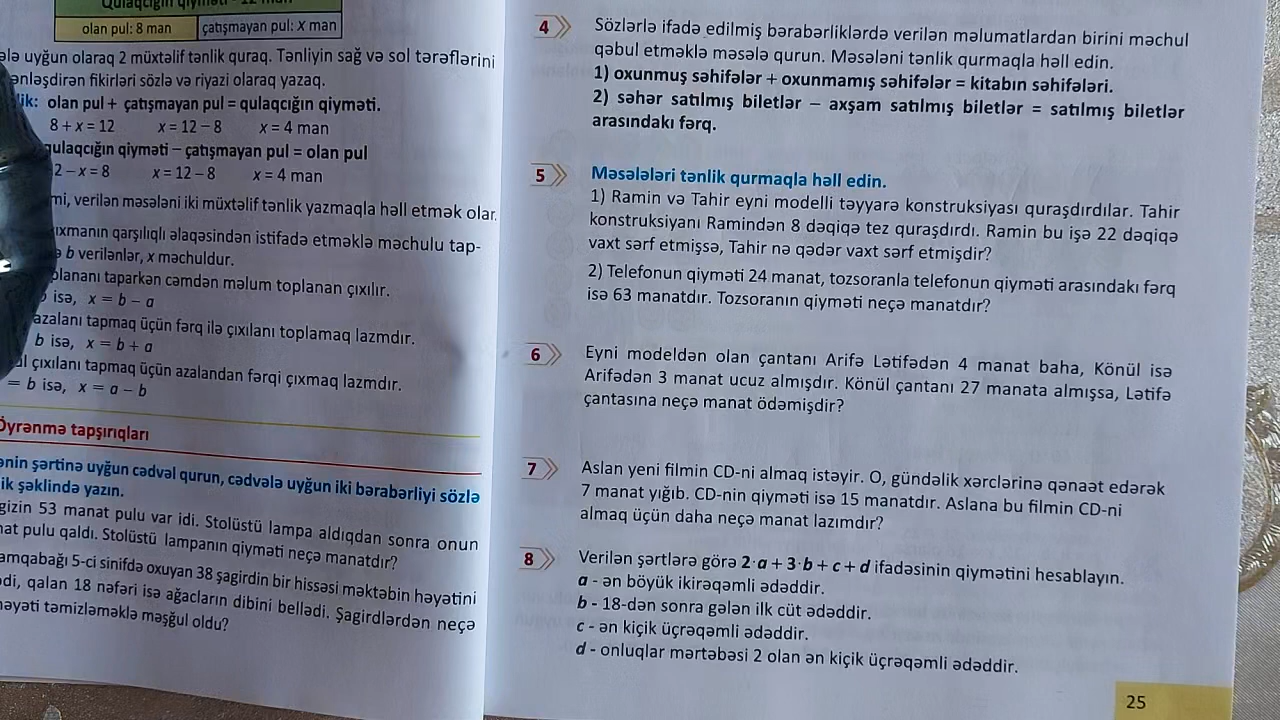 Qulaqcığın qiyməti - 12 man
olan pul: 8 man
çatışmayan pul: x man
uyğun olaraq 2 müxtəlif tənlik quraq. Tənliyin sağ və sol tərəflərini
fikirləri sözlə və riyazi olaraq yazaq.
olan pul + çatışmayan pul = qulaqcığın qiyməti.
8 + x = 12 x = 12 – 8 x = 4 man
qulaqcığın qiyməti – çatışmayan pul = olan pul
2 – x = 8 x = 12 – 8 x = 4 man
mi, verilən məsələni iki müxtəlif tənlik yazmaqla həll etmək olar.
ıxmanın qarşılıqlı əlaqəsindən istifadə etməklə məchulu tap-
ə b verilənlər, x məchuldur.
planı taparkən cəmdən məlum toplanan çıxılır.
isə, x = b – a
azalanı tapmaq üçün fərq ilə çıxılanı toplamaq lazımdır.
b isə, x = b + a
çıxılanı tapmaq üçün azalandan fərqi çıxmaq lazımdır.
= b isə, x = a – b
Öyrənmə tapşırıqları
ənin şərtinə uyğun cədvəl qurun, cədvələ uyğun iki bərabərliyi sözlə
ik şəklində yazın.
gizin 53 manat pulu var idi. Stolüstü lampa aldıqdan sonra onun
nat pulu qaldı. Stolüstü lampanın qiyməti neçə manatdır?
amqabağı 5-ci sinifdə oxuyan 38 şagirdin bir hissəsi məktəbin həyətini
di, qalan 18 nəfəri isə ağacların dibini bellədi. Şagirdlərdən neçə
həyəti təmizləməklə məşğul oldu?
4 Sözlərlə ifadə edilmiş bərabərliklərdə verilən məlumatlardan birini məchul
qəbul etməklə məsələ qurun. Məsələni tənlik qurmaqla həll edin.
1) oxunmuş səhifələr + oxunmamış səhifələr = kitabın səhifələri.
2) səhər satılmış biletlər – axşam satılmış biletlər = satılmış biletlər
arasındakı fərq.
5 Məsələləri tənlik qurmaqla həll edin.
1) Ramin və Tahir eyni modelli təyyarə konstruksiyası quraşdırdılar. Tahir
konstruksiyanı Ramindən 8 dəqiqə tez quraşdırdı. Ramin bu işə 22 dəqiqə
vaxt sərf etmişsə, Tahir nə qədər vaxt sərf etmişdir?
2) Telefonun qiyməti 24 manat, tozsoranla telefonun qiyməti arasındakı fərq
isə 63 manatdır. Tozsoranın qiyməti neçə manatdır?
6 Eyni modeldən olan çantanı Arifə Lətifədən 4 manat baha, Könül isə
Arifədən 3 manat ucuz almışdır. Könül çantanı 27 manata almışsa, Lətifə
çantasına neçə manat ödəmişdir?
7 Aslan yeni filmin CD-ni almaq istəyir. O, gündəlik xərclərinə qənaət edərək
7 manat yığıb. CD-nin qiyməti isə 15 manatdır. Aslana bu filmin CD-ni
almaq üçün daha neçə manat lazımdır?
8 Verilən şərtlərə görə 2·a + 3·b + c + d ifadəsinin qiymətini hesablayın.
a - ən böyük ikirəqəmli ədəddir.
b - 18-dən sonra gələn ilk cüt ədəddir.
c - ən kiçik üçrəqəmli ədəddir.
d - onluqlar mərtəbəsi 2 olan ən kiçik üçrəqəmli ədəddir.
25